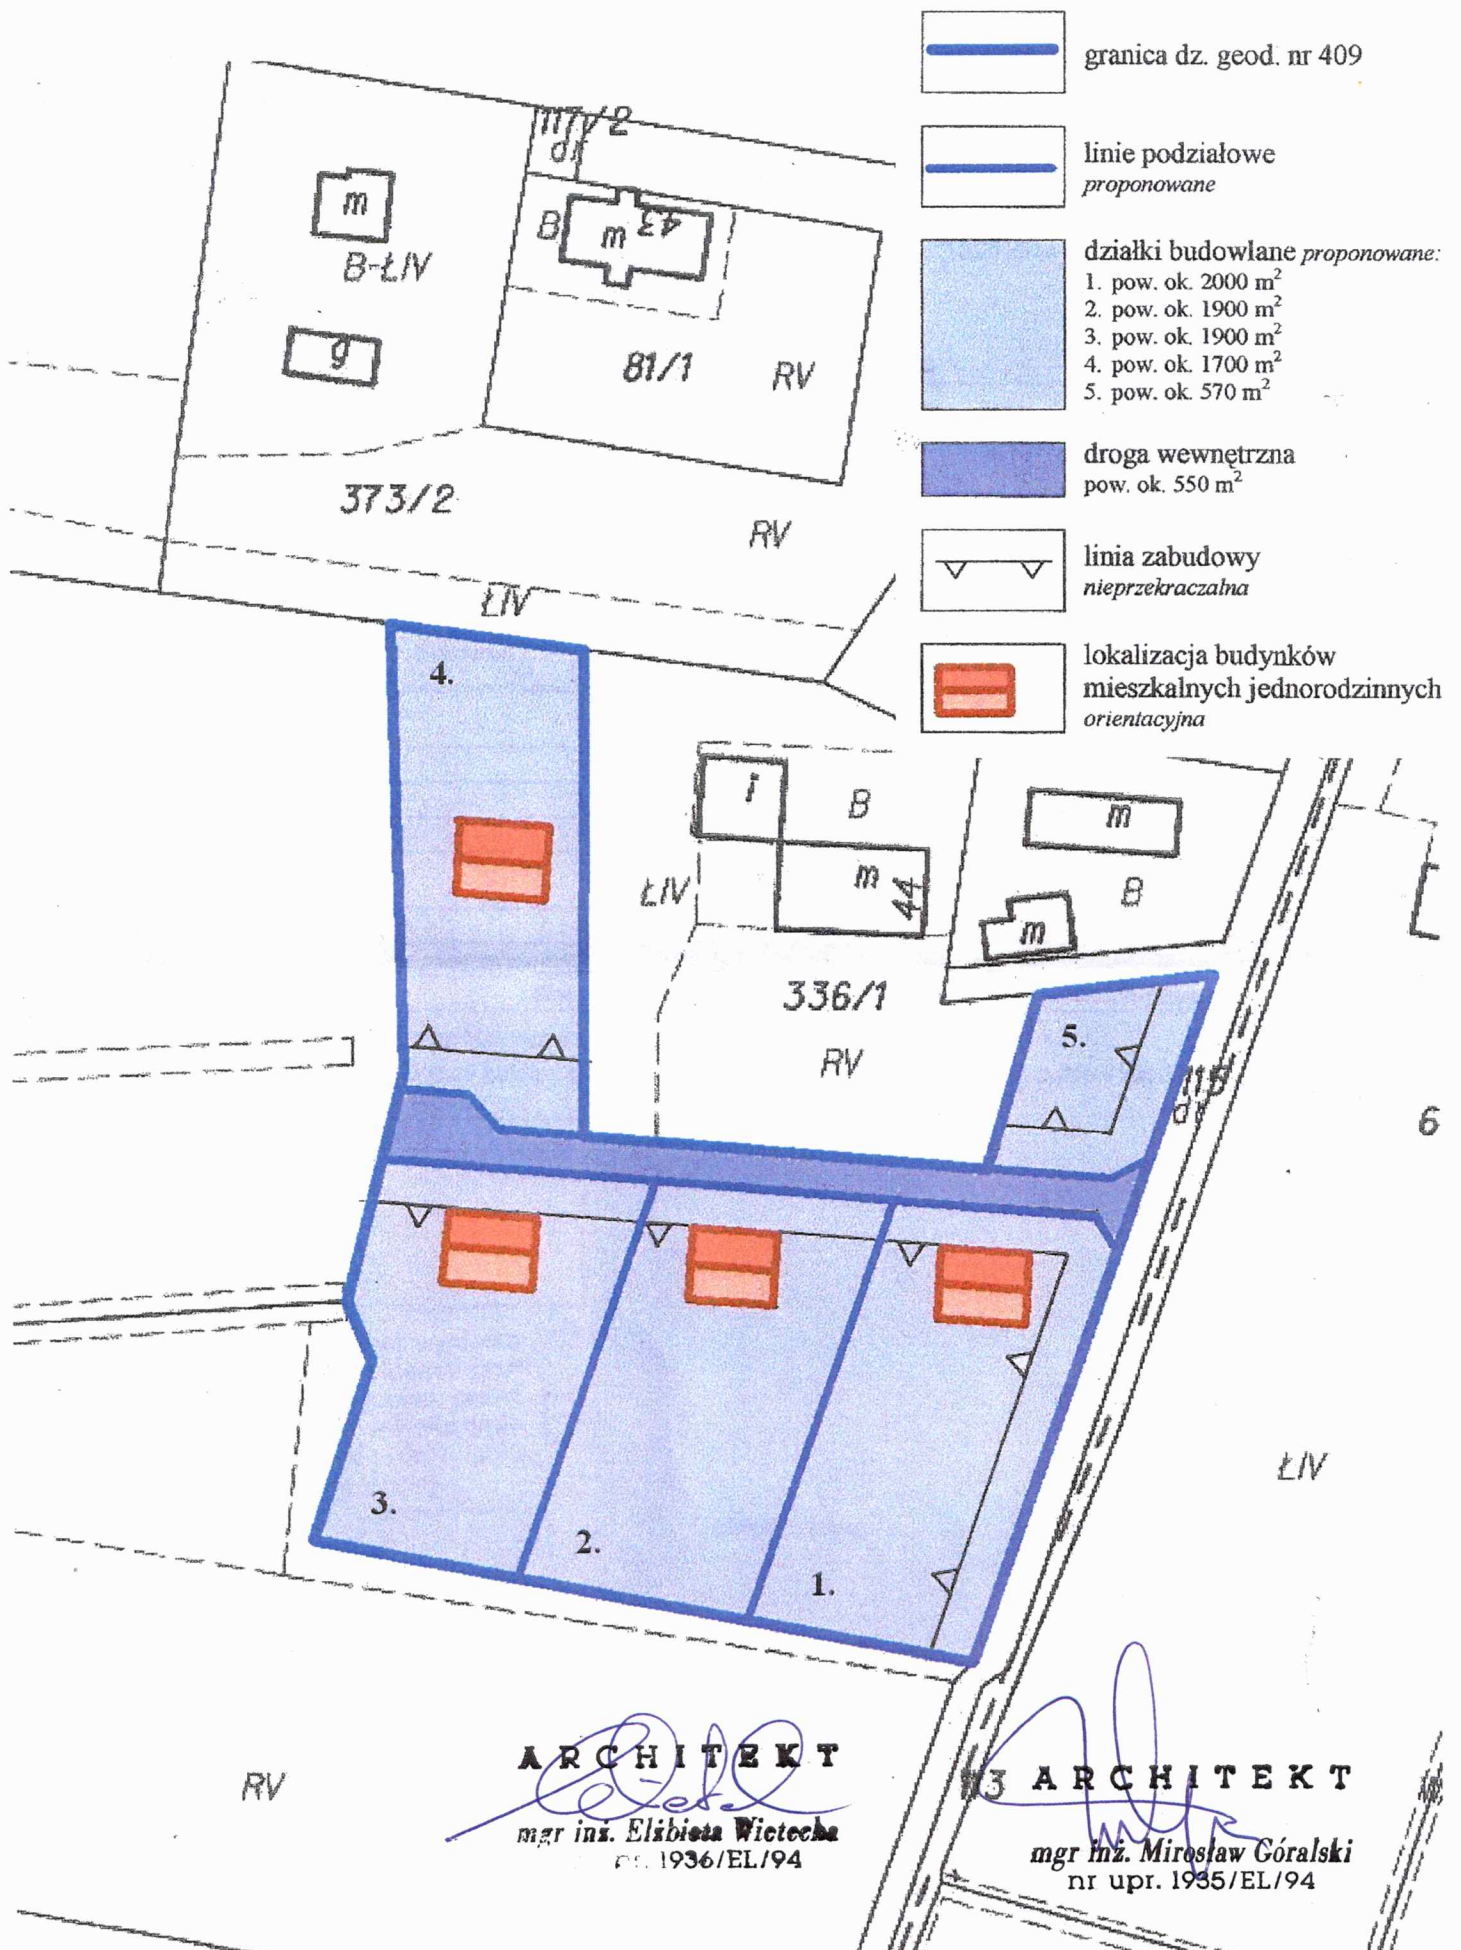 granica dz. geod. nr 409
linie podziałowe
proponowane
działki budowlane proponowane:
1. pow. ok. 2000 m²
2. pow. ok. 1900 m²
3. pow. ok. 1900 m²
4. pow. ok. 1700 m²
5. pow. ok. 570 m²
droga wewnętrzna
pow. ok. 550 m²
linia zabudowy
nieprzekraczalna
lokalizacja budynków
mieszkalnych jednorodzinnych
orientacyjna
dr
m
B-ŁIV
g
B
m
43
81/1
RV
373/2
RV
ŁIV
4.
i
B
m
44
ŁIV
m
B
m
336/1
RV
5.
115
dr
6
3.
2.
1.
ŁIV
RV
ARCHITEKT
mgr inż. Elżbieta Wietecha
1936/EL/94
ARCHITEKT
mgr inż. Mirosław Góralski
nr upr. 1935/EL/94